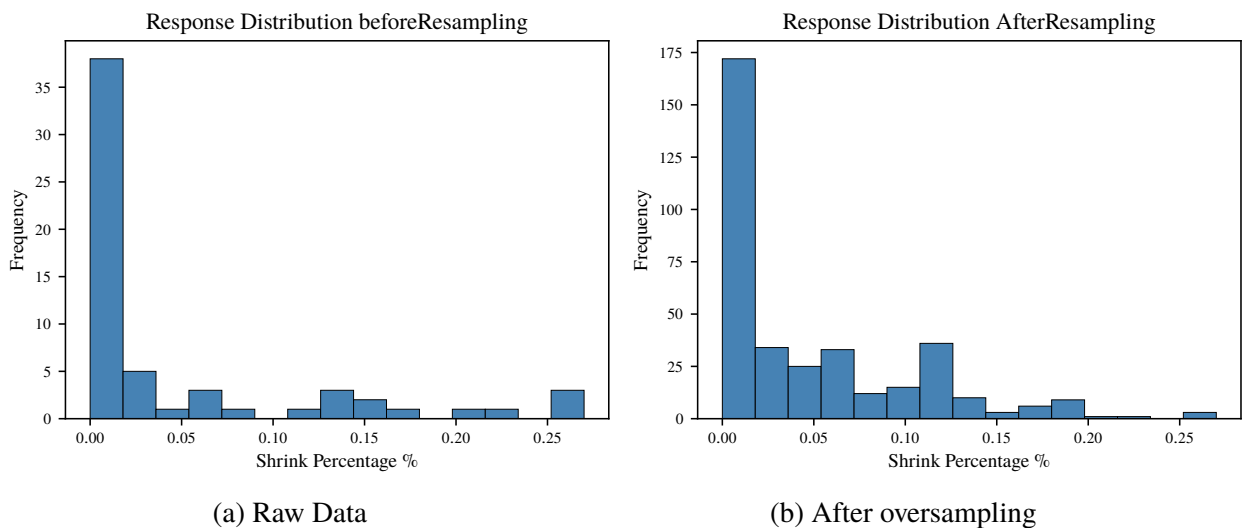 Response Distribution beforeResampling
35
30
25
20
15
10
5
0
Frequency
0.00 0.05 0.10 0.15 0.20 0.25
Shrink Percentage %
(a) Raw Data
Response Distribution AfterResampling
175
150
125
100
75
50
25
0
Frequency
0.00 0.05 0.10 0.15 0.20 0.25
Shrink Percentage %
(b) After oversampling